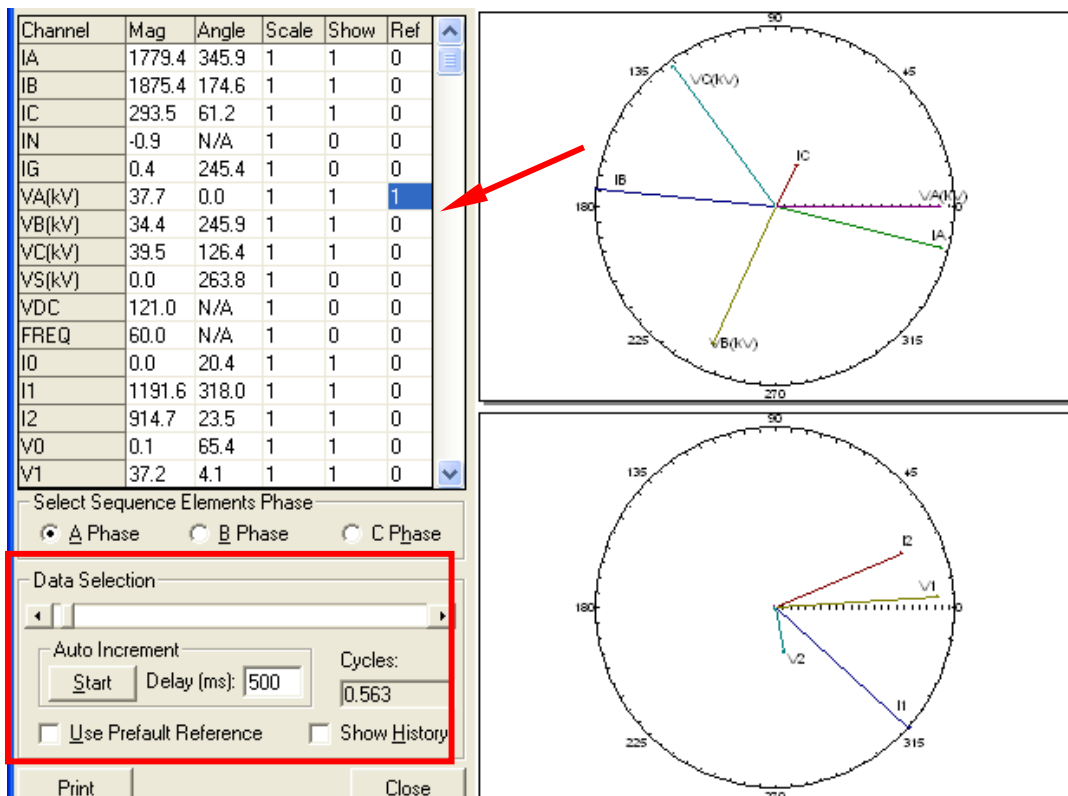 Channel Mag Angle Scale Show Ref
IA 1779.4 345.9 1 1 0
IB 1875.4 174.6 1 1 0
IC 293.5 61.2 1 1 0
IN -0.9 N/A 1 0 0
IG 0.4 245.4 1 0 0
VA(kV) 37.7 0.0 1 1 1
VB(kV) 34.4 245.9 1 1 0
VC(kV) 39.5 126.4 1 1 0
VS(kV) 0.0 263.8 1 0 0
VDC 121.0 N/A 1 0 0
FREQ 60.0 N/A 1 0 0
I0 0.0 20.4 1 1 0
I1 1191.6 318.0 1 1 0
I2 914.7 23.5 1 1 0
V0 0.1 65.4 1 1 0
V1 37.2 4.1 1 1 0
Select Sequence Elements Phase
A Phase B Phase C Phase
Data Selection
Auto Increment
Start Delay (ms): 500
Cycles:
0.563
Use Prefault Reference Show History
Print Close
90
135 VC(kV) 45
IC
IB
180 VA(kV) 0
IA
225 VB(kV) 315
270
90
135 45
I2
V1
180 0
V2
I1
225 315
270